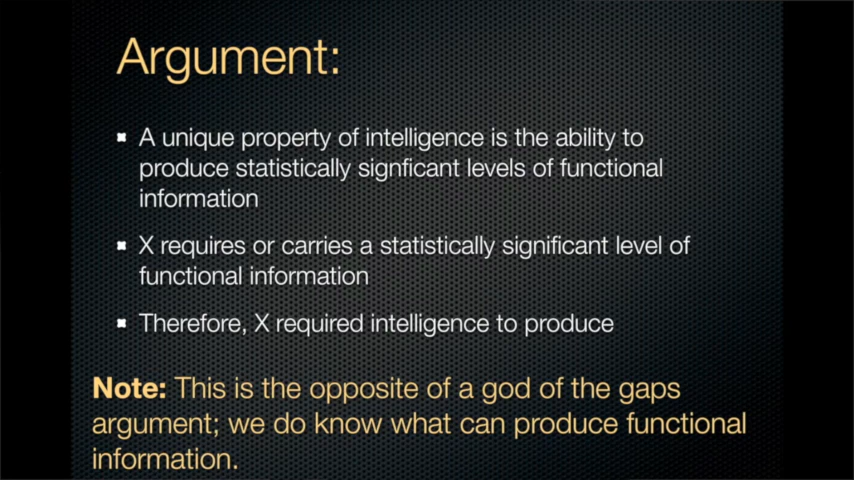 Argument:
A unique property of intelligence is the ability to
produce statistically signficant levels of functional
information
X requires or carries a statistically significant level of
functional information
Therefore, X required intelligence to produce
Note: This is the opposite of a god of the gaps
argument; we do know what can produce functional
information.